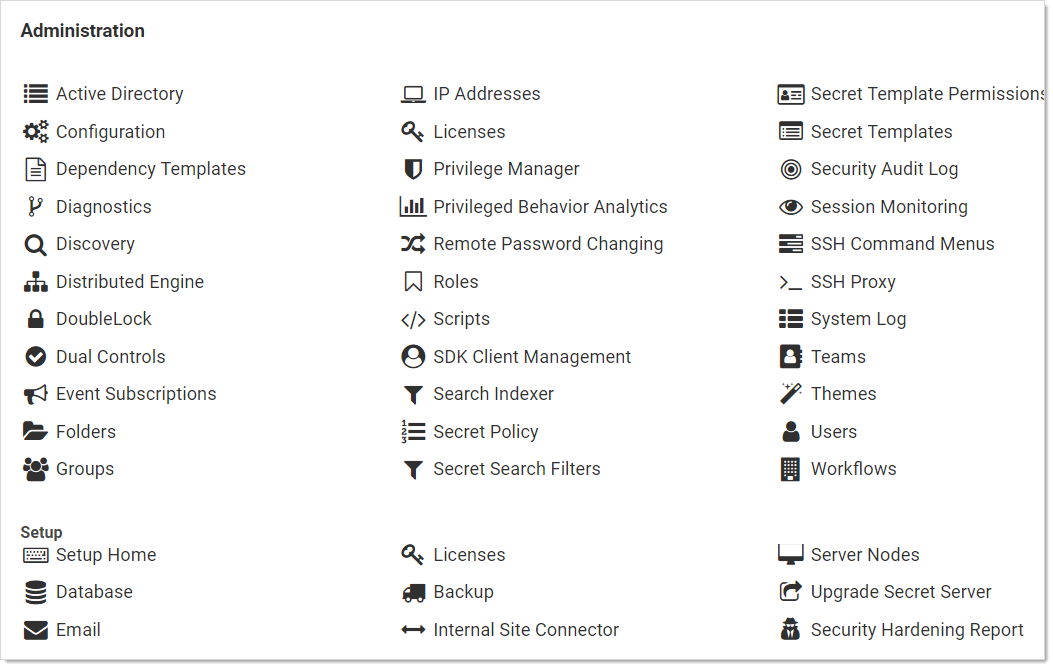 Administration
Active Directory
Configuration
Dependency Templates
Diagnostics
Discovery
Distributed Engine
DoubleLock
Dual Controls
Event Subscriptions
Folders
Groups
IP Addresses
Licenses
Privilege Manager
Privileged Behavior Analytics
Remote Password Changing
Roles
Scripts
SDK Client Management
Search Indexer
Secret Policy
Secret Search Filters
Secret Template Permissions
Secret Templates
Security Audit Log
Session Monitoring
SSH Command Menus
SSH Proxy
System Log
Teams
Themes
Users
Workflows
Setup
Setup Home
Database
Email
Licenses
Backup
Internal Site Connector
Server Nodes
Upgrade Secret Server
Security Hardening Report